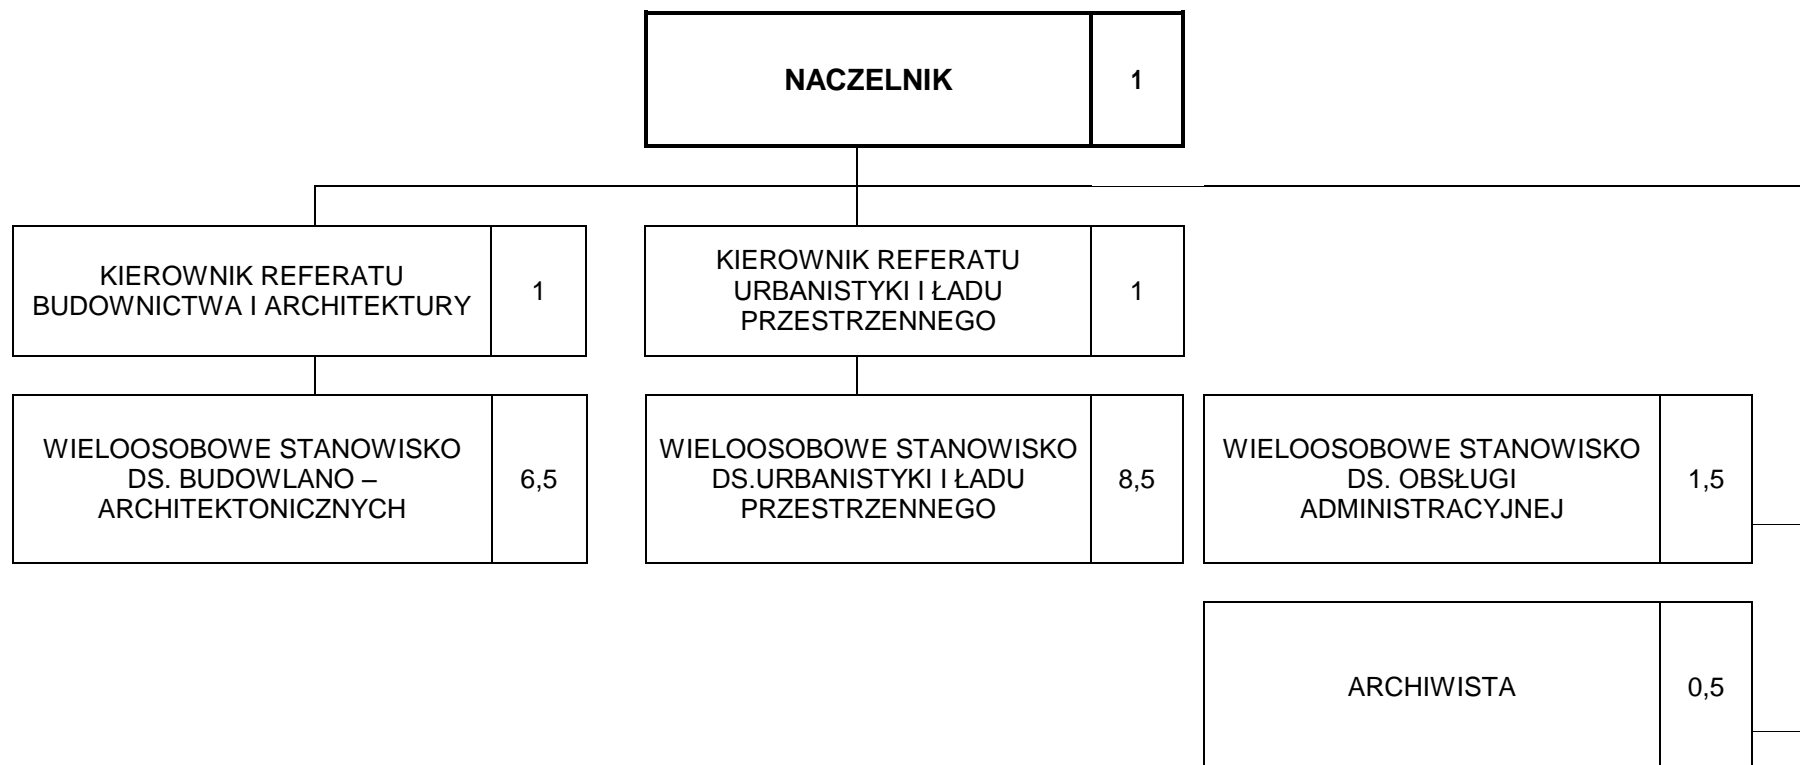 NACZELNIK
1
KIEROWNIK REFERATU
BUDOWNICTWA I ARCHITEKTURY
1
KIEROWNIK REFERATU
URBANISTYKI I ŁADU
PRZESTRZENNEGO
1
WIELOOSOBOWE STANOWISKO
DS. BUDOWLANO –
ARCHITEKTONICZNYCH
6,5
WIELOOSOBOWE STANOWISKO
DS.URBANISTYKI I ŁADU
PRZESTRZENNEGO
8,5
WIELOOSOBOWE STANOWISKO
DS. OBSŁUGI
ADMINISTRACYJNEJ
1,5
ARCHIWISTA
0,5